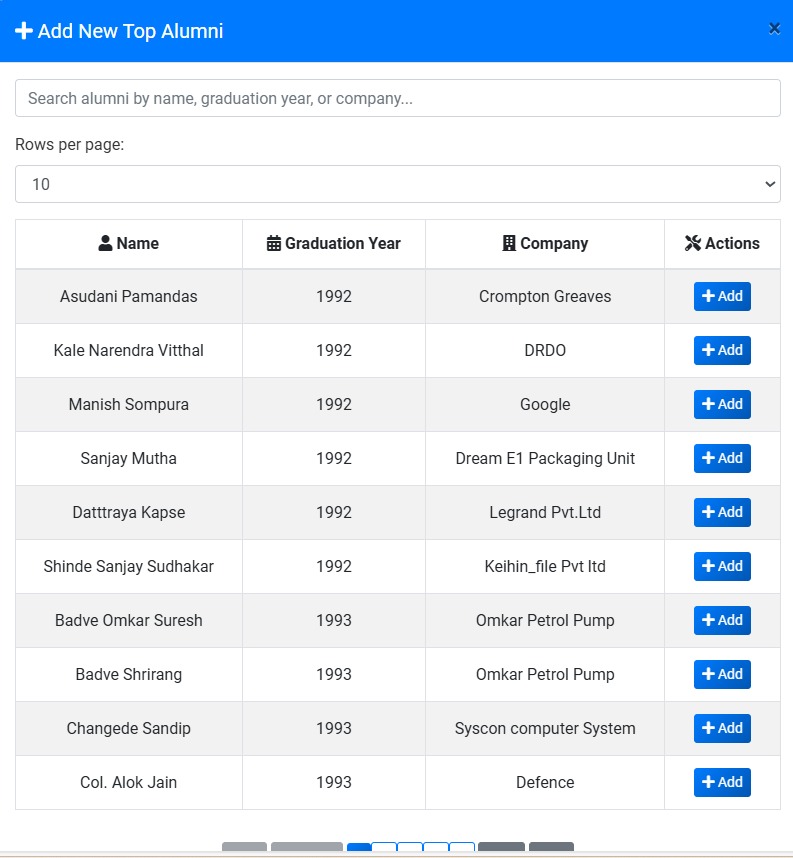 Add New Top Alumni
Search alumni by name, graduation year, or company...
Rows per page:
10
Name Graduation Year Company Actions
Asudani Pamandas 1992 Crompton Greaves Add
Kale Narendra Vitthal 1992 DRDO Add
Manish Sompura 1992 Google Add
Sanjay Mutha 1992 Dream E1 Packaging Unit Add
Datttraya Kapse 1992 Legrand Pvt.Ltd Add
Shinde Sanjay Sudhakar 1992 Keihin_file Pvt ltd Add
Badve Omkar Suresh 1993 Omkar Petrol Pump Add
Badve Shrirang 1993 Omkar Petrol Pump Add
Changede Sandip 1993 Syscon computer System Add
Col. Alok Jain 1993 Defence Add